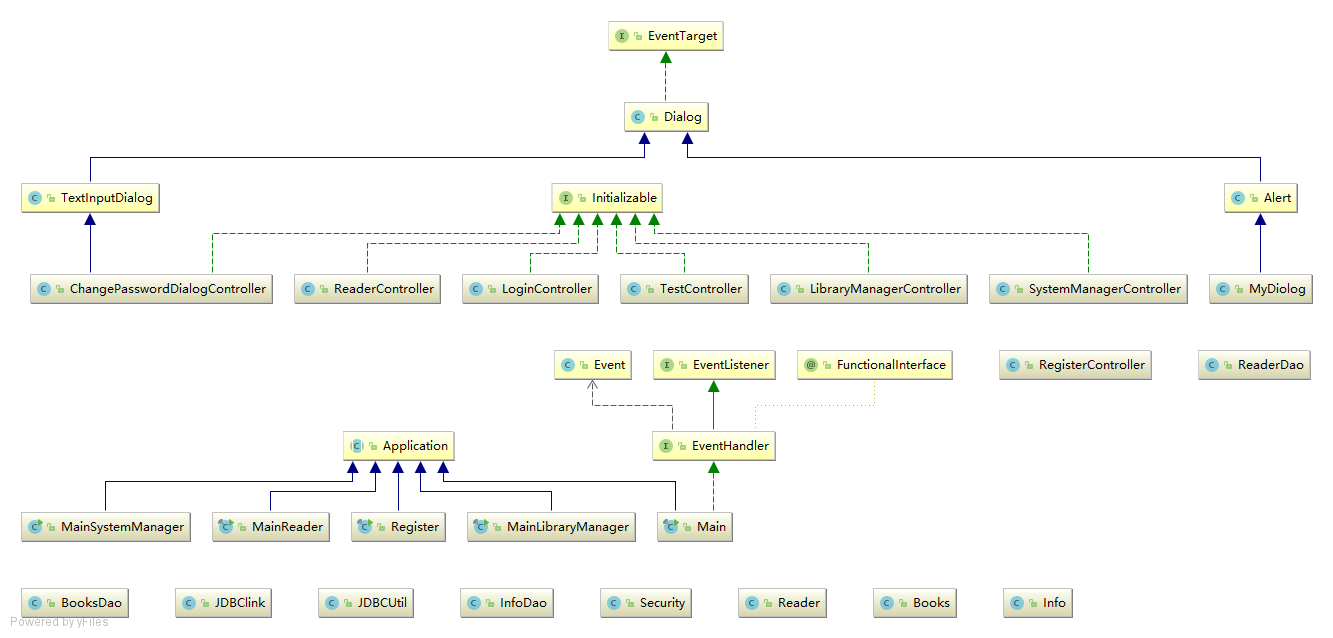 EventTarget
Dialog
TextInputDialog
Initializable
Alert
ChangePasswordDialogController
ReaderController
LoginController
TestController
LibraryManagerController
SystemManagerController
MyDiolog
Event
EventListener
FunctionalInterface
RegisterController
ReaderDao
Application
EventHandler
MainSystemManager
MainReader
Register
MainLibraryManager
Main
BooksDao
JDBClink
JDBCUtil
InfoDao
Security
Reader
Books
Info
Powered by yFiles